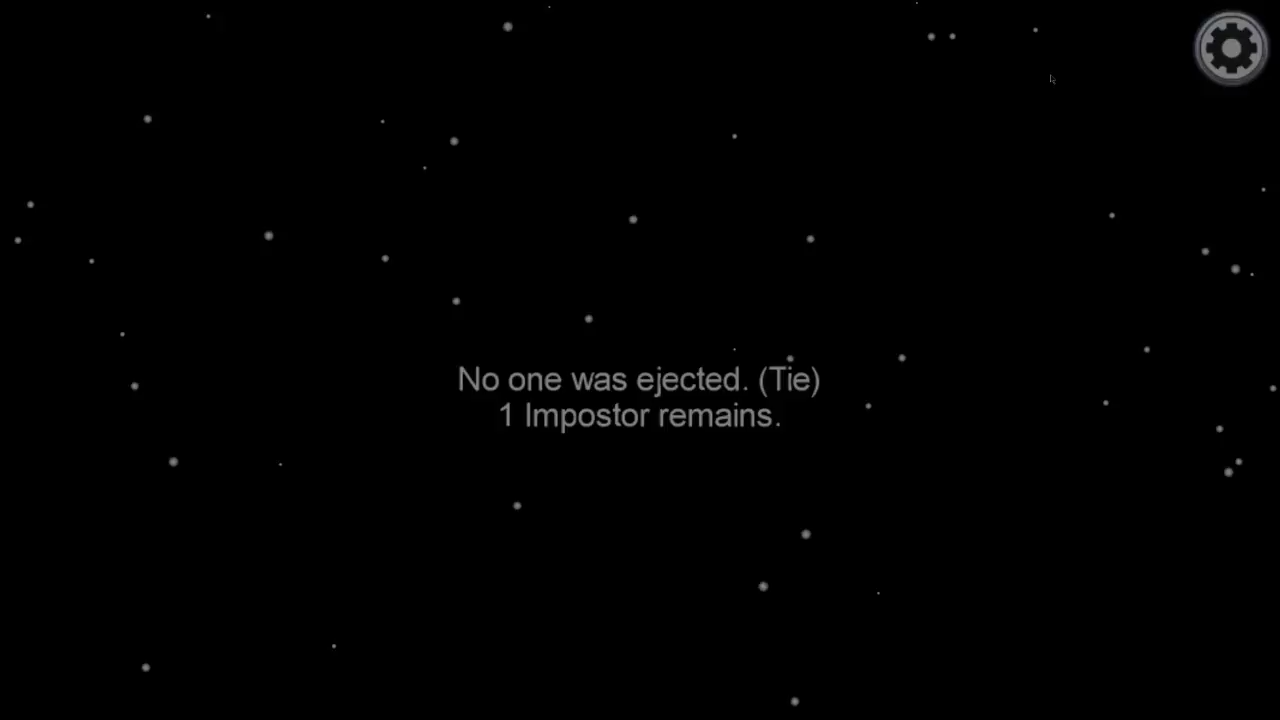 No one was ejected. (Tie)
1 Impostor remains.